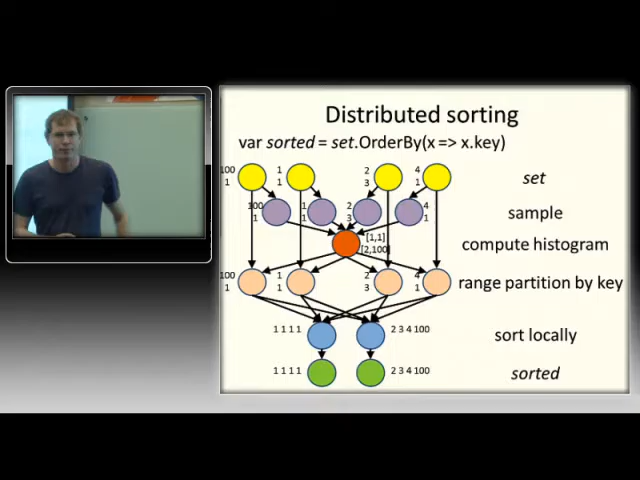 Distributed sorting
var sorted = set.OrderBy(x => x.key)
100 1 2 4
1 1 3 1
set
100 1 2 4
1 1 3 1
sample
[1,1]
[2,100]
compute histogram
100 1 2 4
1 1 3 1
range partition by key
1 1 1 1 2 3 4 100
sort locally
1 1 1 1 2 3 4 100
sorted